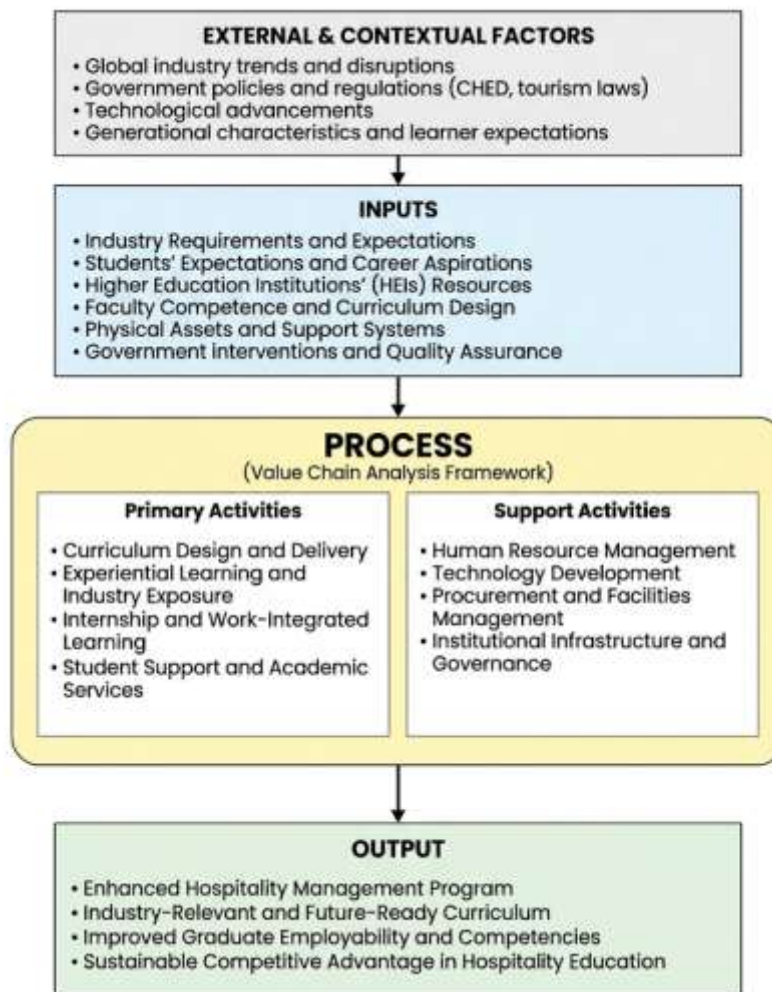 EXTERNAL & CONTEXTUAL FACTORS
• Global industry trends and disruptions
• Government policies and regulations (CHED, tourism laws)
• Technological advancements
• Generational characteristics and learner expectations
INPUTS
• Industry Requirements and Expectations
• Students' Expectations and Career Aspirations
• Higher Education Institutions' (HEIs) Resources
• Faculty Competence and Curriculum Design
• Physical Assets and Support Systems
• Government interventions and Quality Assurance
PROCESS
(Value Chain Analysis Framework)
Primary Activities
• Curriculum Design and Delivery
• Experiential Learning and
Industry Exposure
• Internship and Work-Integrated
Learning
• Student Support and Academic
Services
Support Activities
• Human Resource Management
• Technology Development
• Procurement and Facilities
Management
• Institutional Infrastructure and
Governance
OUTPUT
• Enhanced Hospitality Management Program
• Industry-Relevant and Future-Ready Curriculum
• Improved Graduate Employability and Competencies
• Sustainable Competitive Advantage in Hospitality Education